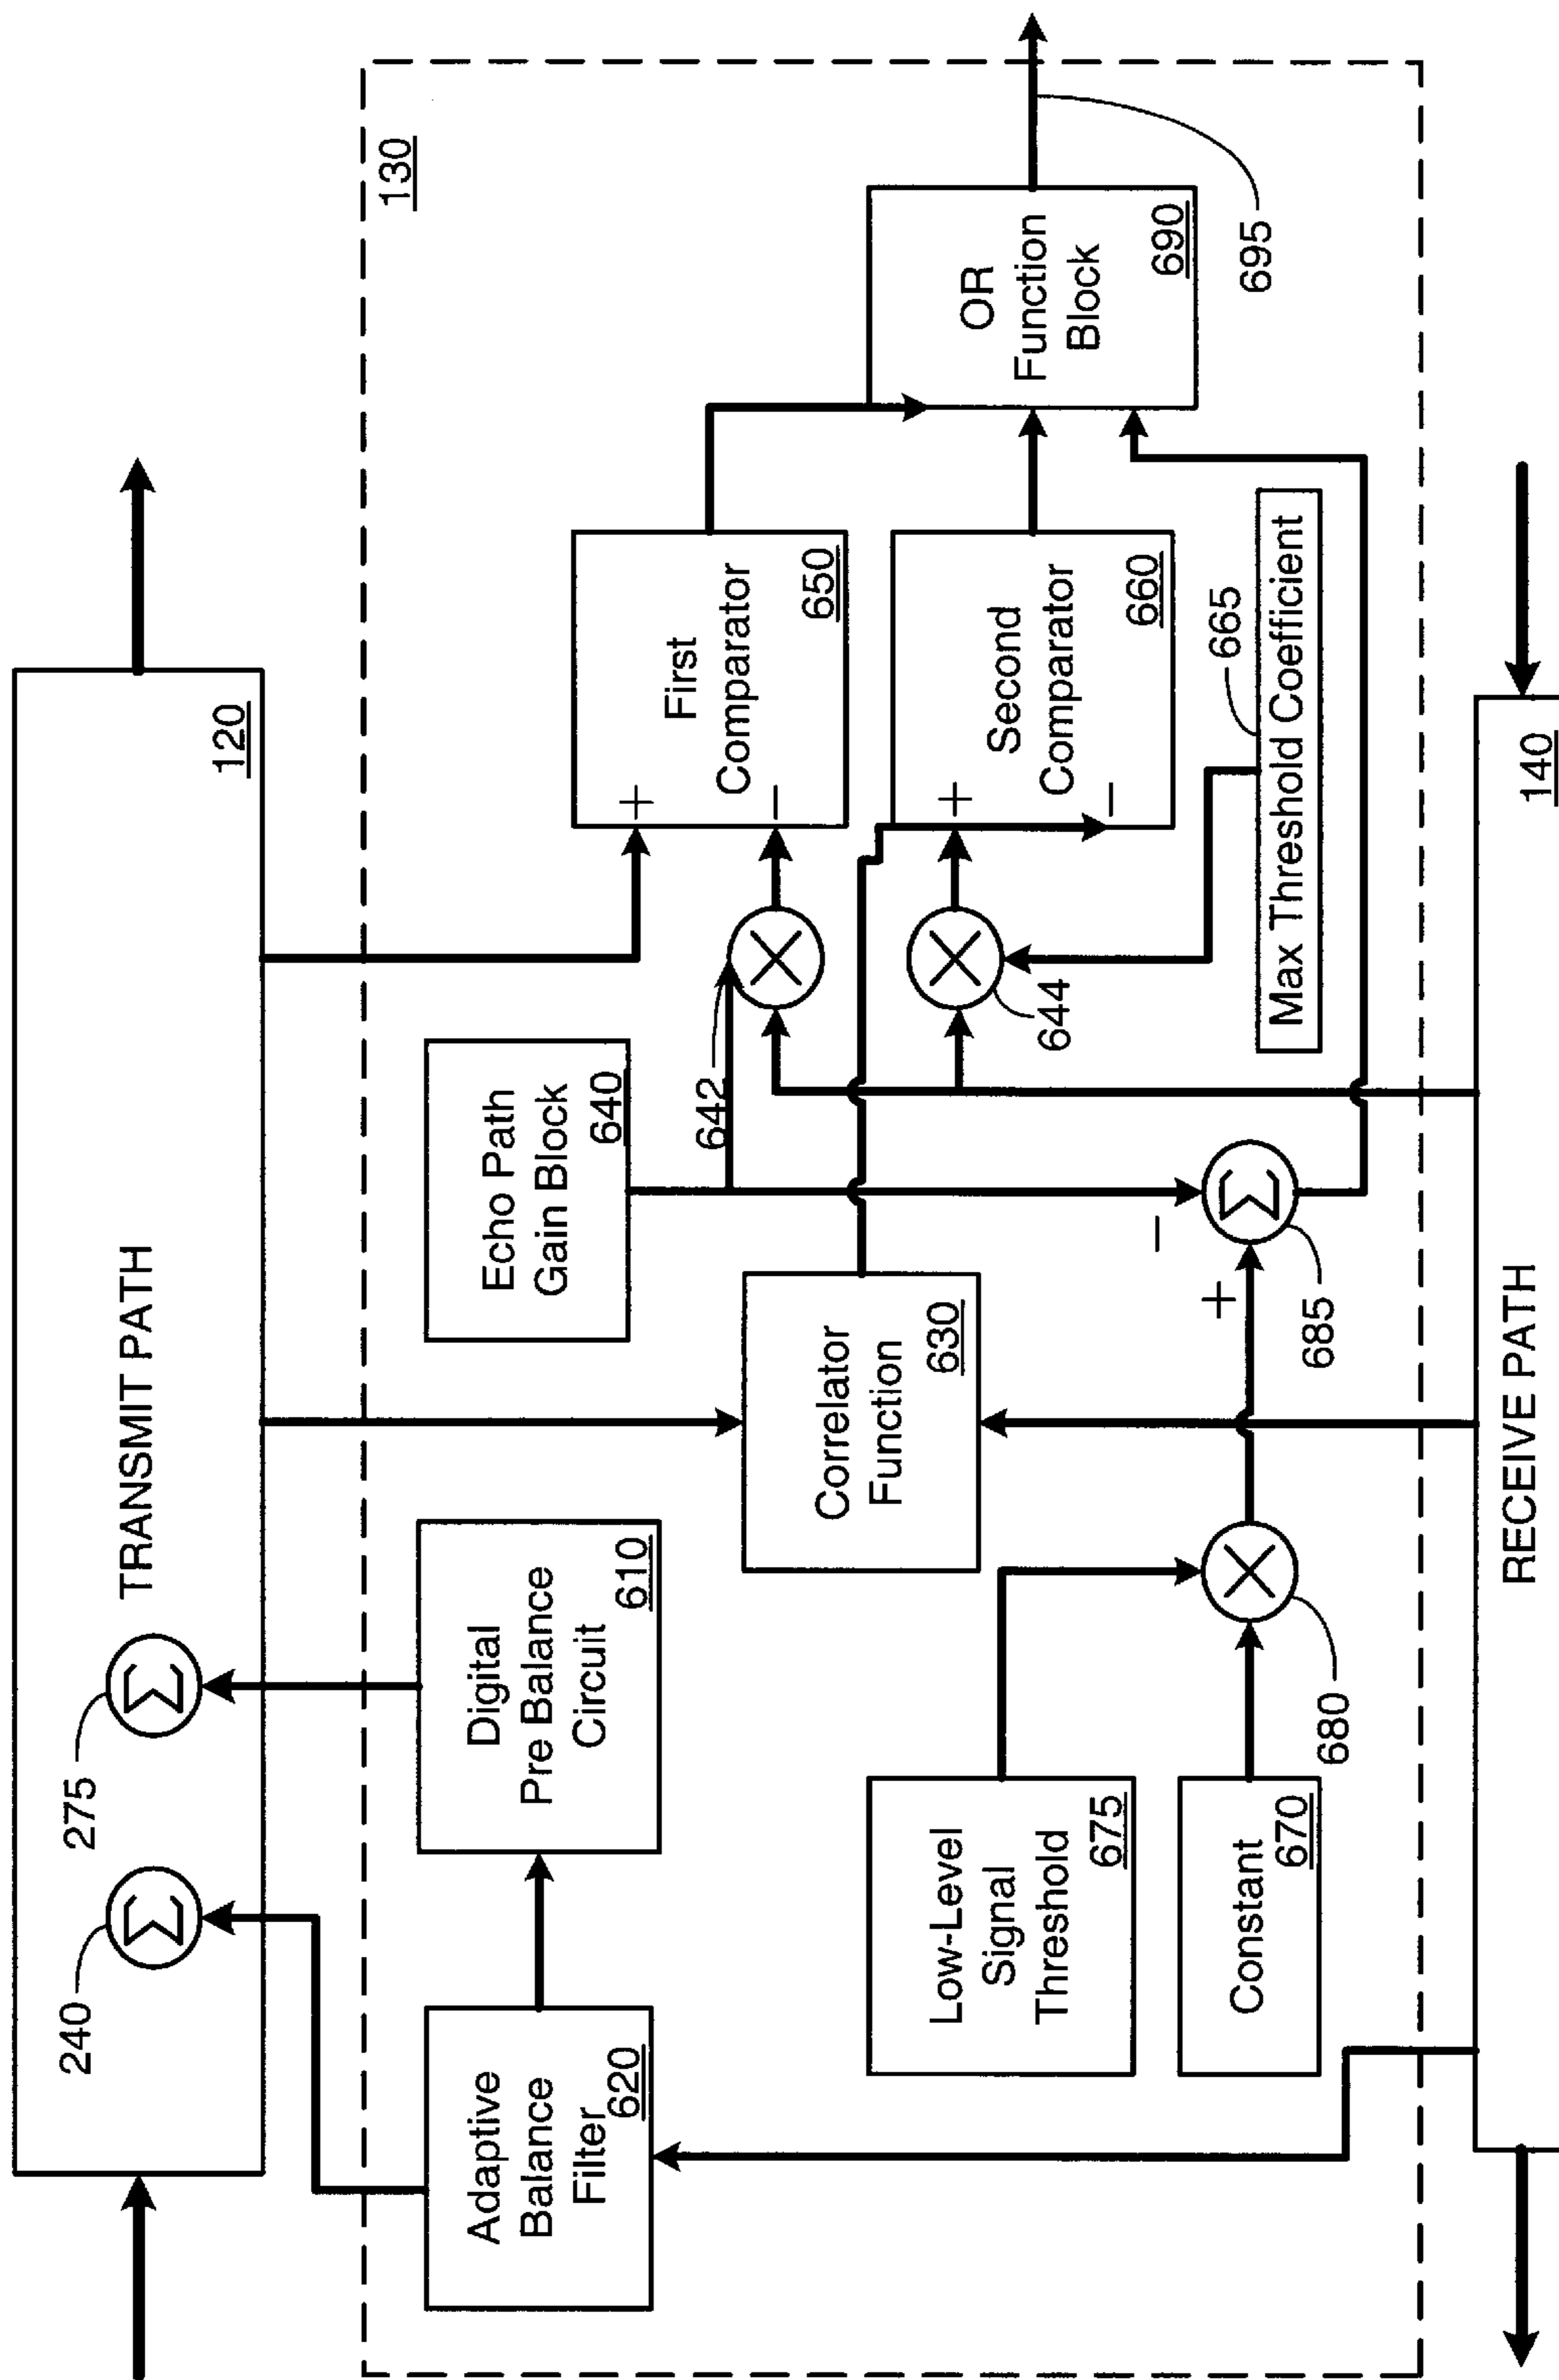 120
TRANSMIT PATH
240
275
130
Adaptive
Balance
Filter
620
Digital
Pre Balance
Circuit
610
Echo Path
Gain Block
640
Correlator
Function
630
642
+
−
First
Comparator
650
644
+
−
Second
Comparator
660
OR
Function
Block
690
695
Low-Level
Signal
Threshold
675
Constant
670
680
+
−
685
665
Max Threshold Coefficient
RECEIVE PATH
140